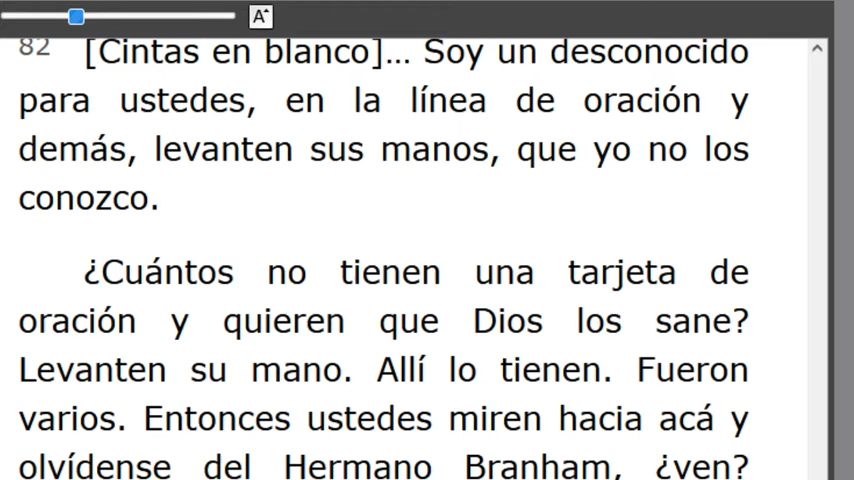 A
82 [Cintas en blanco]... Soy un desconocido
para ustedes, en la línea de oración y
demás, levanten sus manos, que yo no los
conozco.
¿Cuántos no tienen una tarjeta de
oración y quieren que Dios los sane?
Levanten su mano. Allí lo tienen. Fueron
varios. Entonces ustedes miren hacia acá y
olvídense del Hermano Branham, ¿ven?